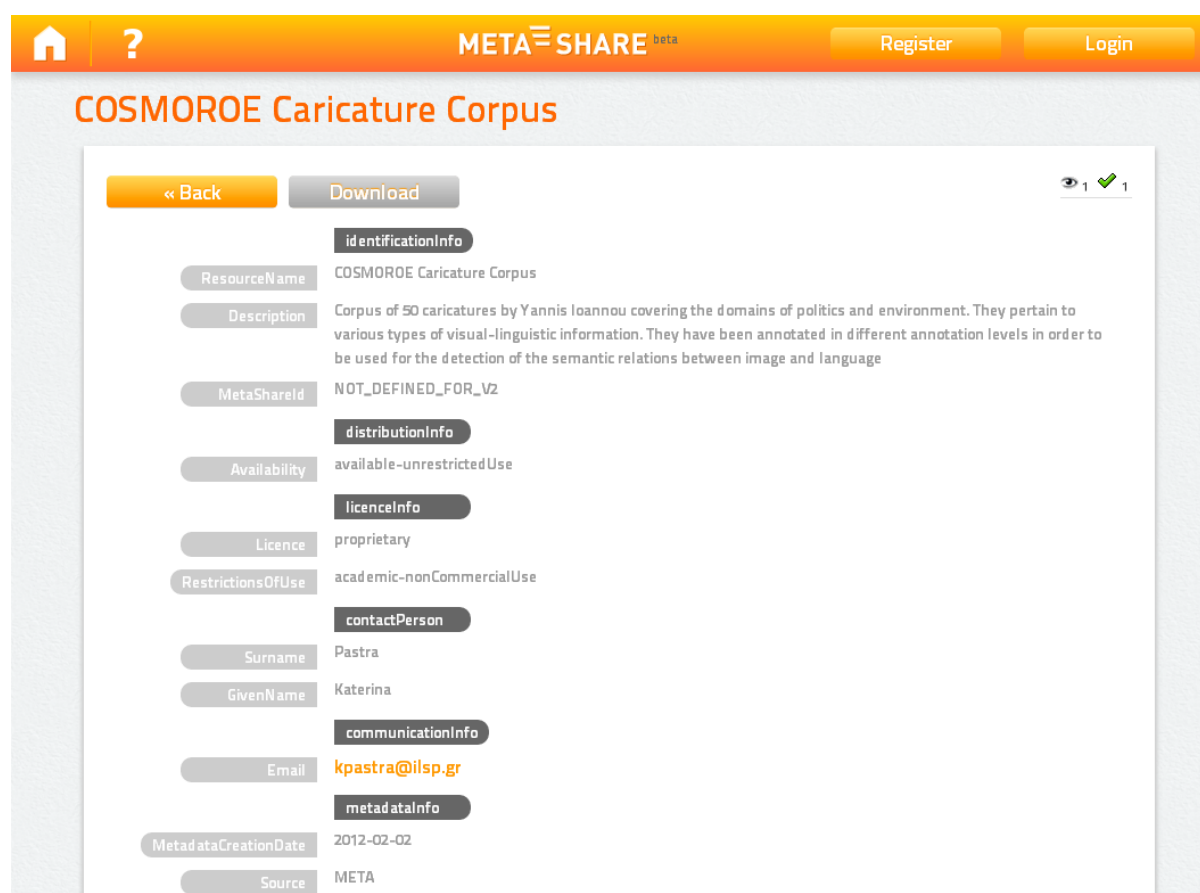 ?
META SHARE beta
Register
Login
COSMOROE Caricature Corpus
« Back
Download
1
1
identificationInfo
ResourceName
COSMOROE Caricature Corpus
Description
Corpus of 50 caricatures by Yannis Ioannou covering the domains of politics and environment. They pertain to
various types of visual-linguistic information. They have been annotated in different annotation levels in order to
be used for the detection of the semantic relations between image and language
MetaShareId
NOT_DEFINED_FOR_V2
distributionInfo
Availability
available-unrestrictedUse
licenceInfo
Licence
proprietary
RestrictionsOfUse
academic-nonCommercialUse
contactPerson
Surname
Pastra
GivenName
Katerina
communicationInfo
Email
kpastra@ilsp.gr
metadataInfo
MetadataCreationDate
2012-02-02
Source
META